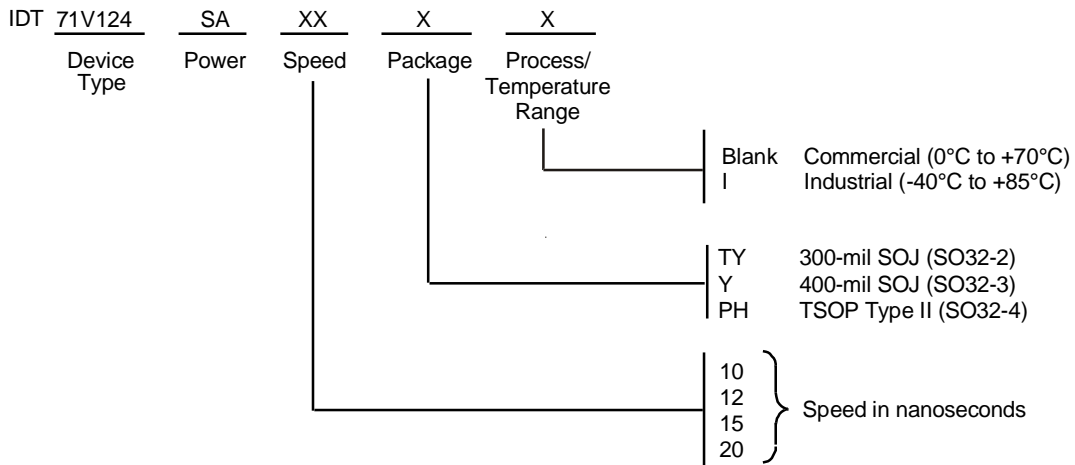 IDT 71V124 SA XX X X
Device Type Power Speed Package Process/ Temperature Range
Blank Commercial (0°C to +70°C)
I Industrial (-40°C to +85°C)
TY 300-mil SOJ (SO32-2)
Y 400-mil SOJ (SO32-3)
PH TSOP Type II (SO32-4)
10
12
15
20
Speed in nanoseconds